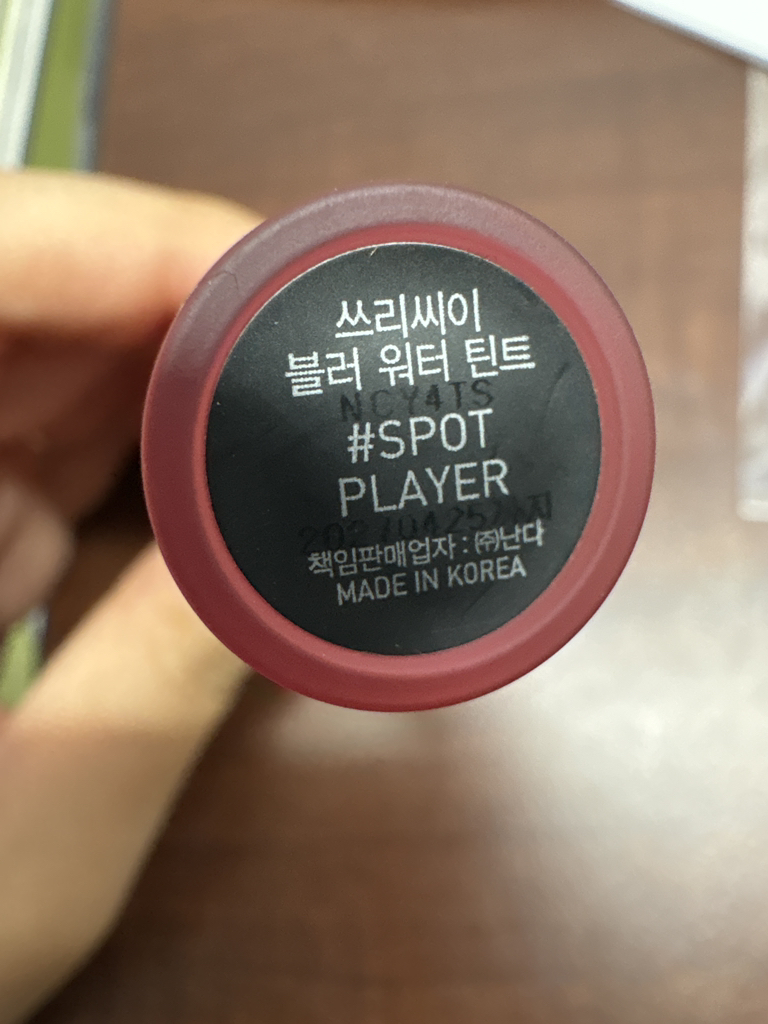 쓰리씨이
블러 워터 틴트
NCY4TS
#SPOT
PLAYER
책임판매업자 : ㈜난다
MADE IN KOREA